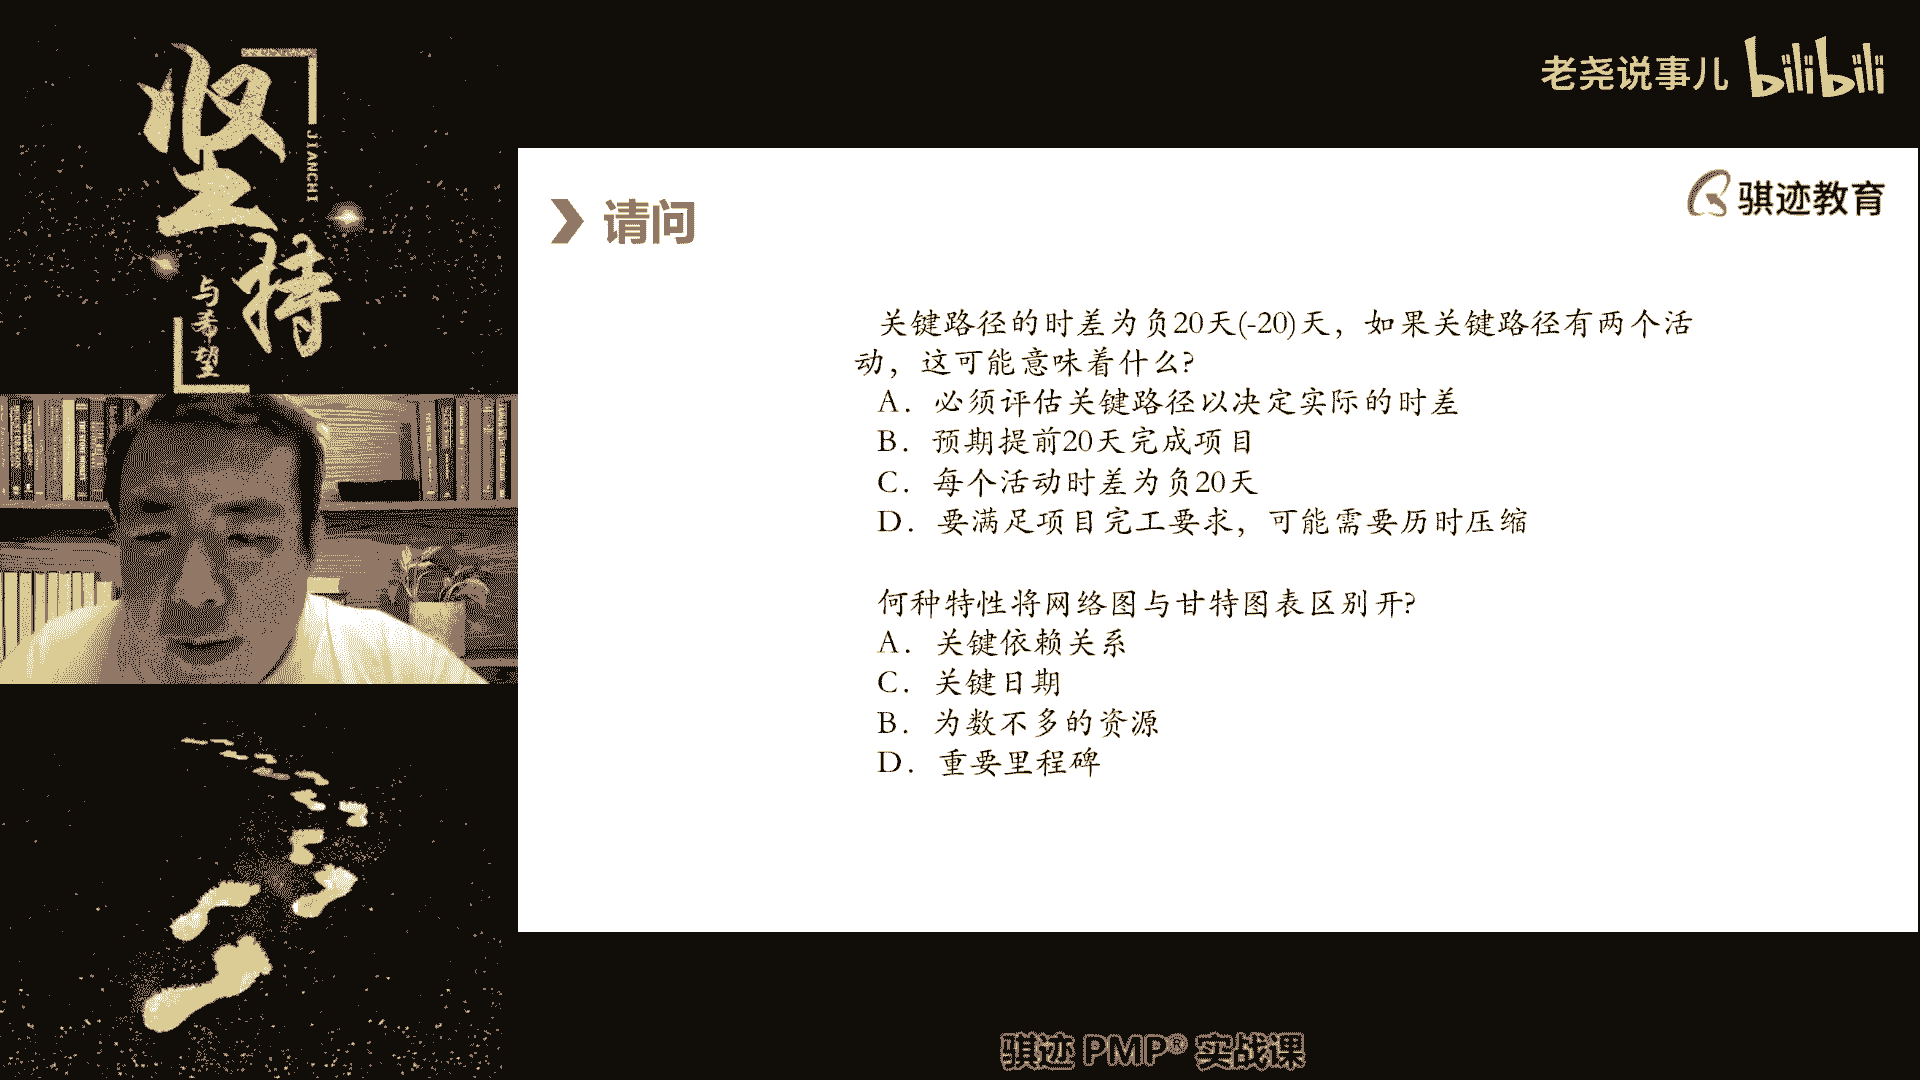 坚持
JIANCHI
与希望
老尧说事儿 bilibili
骐迹教育
请问
关键路径的时差为负20天(-20)天，如果关键路径有两个活
动，这可能意味着什么?
A．必须评估关键路径以决定实际的时差
B．预期提前20天完成项目
C．每个活动时差为负20天
D．要满足项目完工要求，可能需要历时压缩
何种特性将网络图与甘特图表区别开?
A．关键依赖关系
C．关键日期
B．为数不多的资源
D．重要里程碑
骐迹 PMP® 实战课